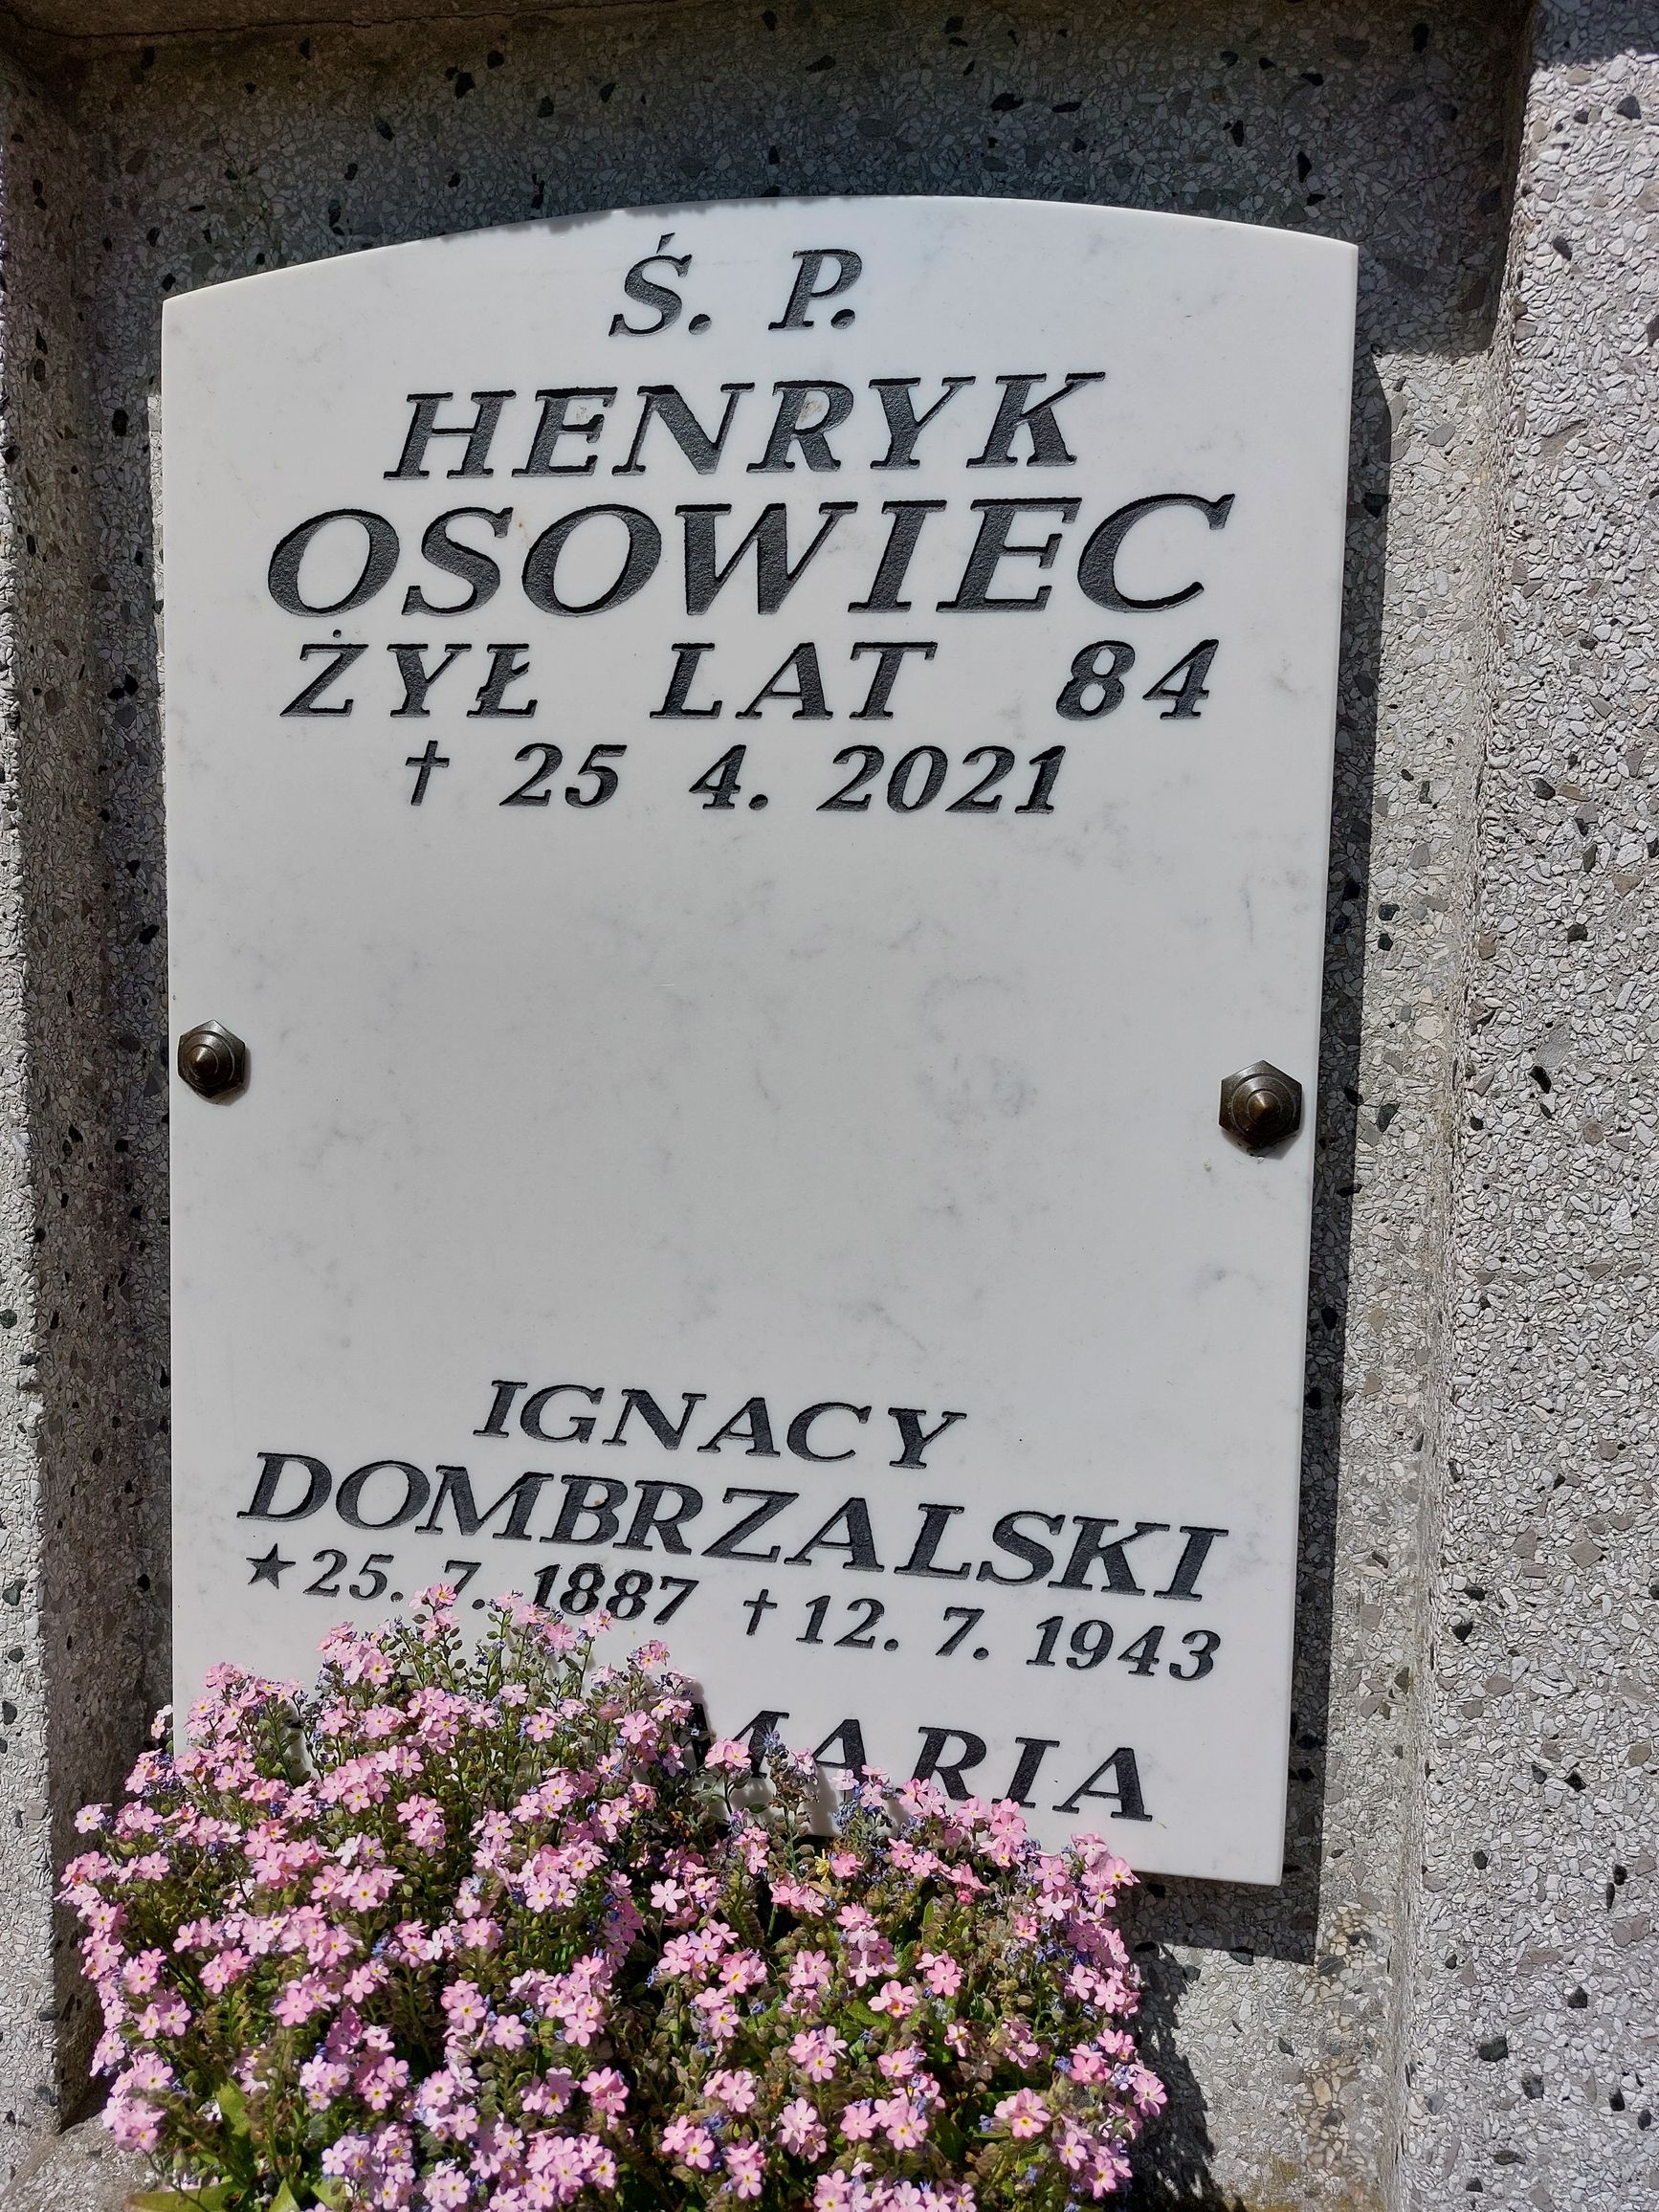 Ś. P.
HENRYK
OSOWIEC
ŻYŁ LAT 84
† 25 4. 2021
IGNACY
DOMBRZALSKI
★ 25. 7. 1887 † 12. 7. 1943
MARIA